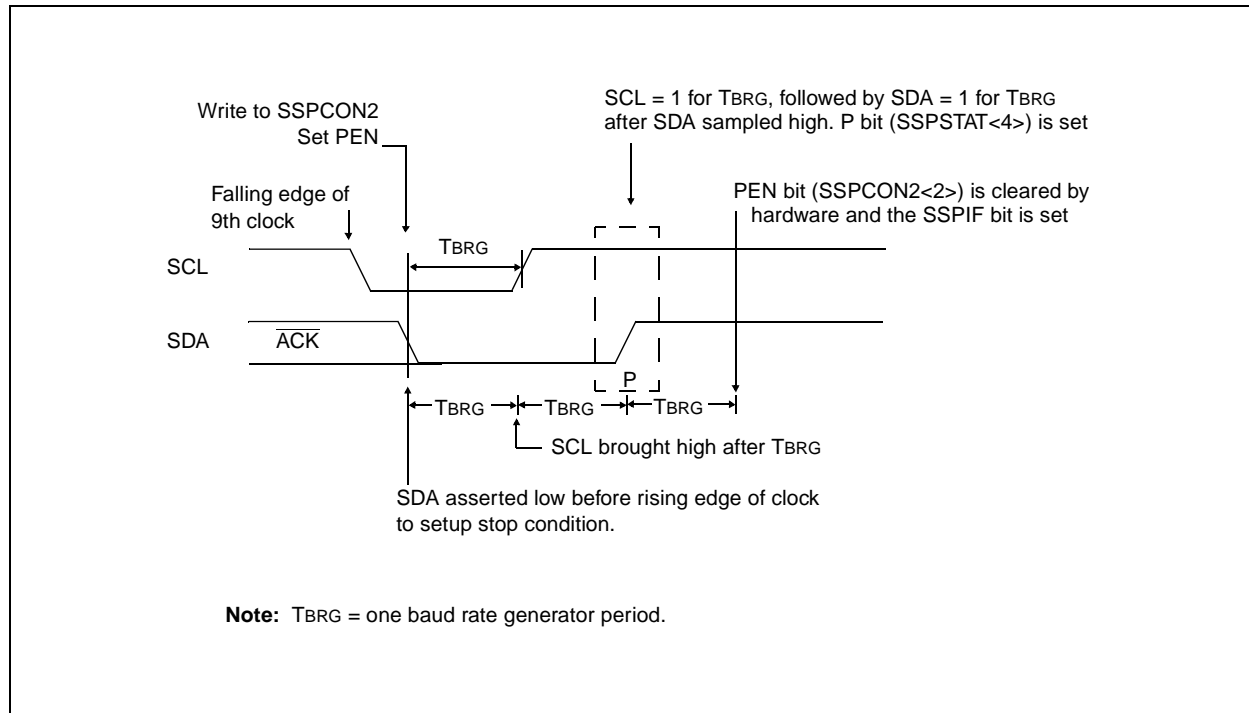 Write to SSPCON2
Set PEN
SCL = 1 for TBRG, followed by SDA = 1 for TBRG
after SDA sampled high. P bit (SSPSTAT<4>) is set
Falling edge of
9th clock
PEN bit (SSPCON2<2>) is cleared by
hardware and the SSPIF bit is set
TBRG
SCL
SDA
ACK
P
TBRG
TBRG
TBRG
SCL brought high after TBRG
SDA asserted low before rising edge of clock
to setup stop condition.
Note: TBRG = one baud rate generator period.